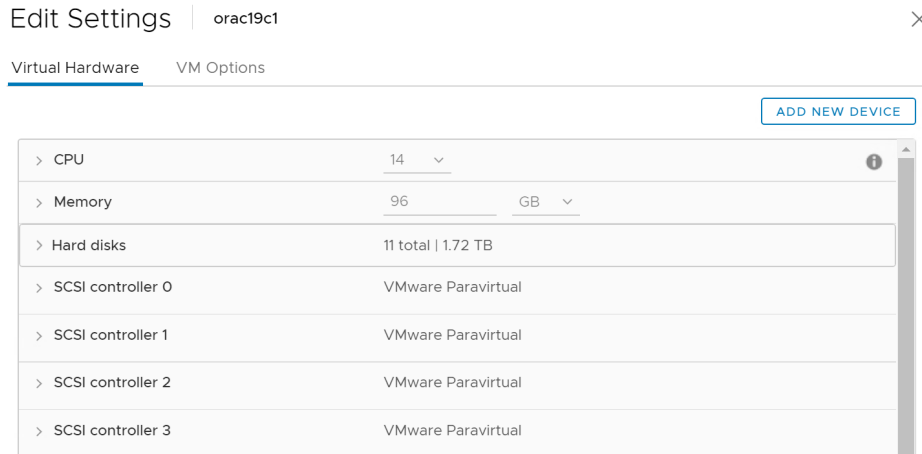 Edit Settings orac19c1
Virtual Hardware VM Options
ADD NEW DEVICE
CPU 14
Memory 96 GB
Hard disks 11 total | 1.72 TB
SCSI controller 0 VMware Paravirtual
SCSI controller 1 VMware Paravirtual
SCSI controller 2 VMware Paravirtual
SCSI controller 3 VMware Paravirtual